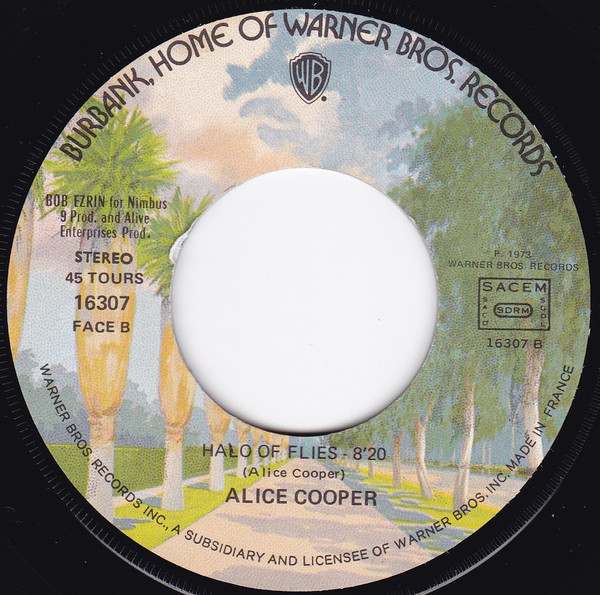 BURBANK, HOME OF WARNER BROS. RECORDS
WB
BOB EZRIN for Nimbus
9 Prod. and Alive
Enterprises Prod.
STEREO
45 TOURS
16307
FACE B
P. 1973
WARNER BROS. RECORDS
SACEM
SACD
SDRM
SGDL
16307 B
HALO OF FLIES - 8'20
(Alice Cooper)
ALICE COOPER
WARNER BROS. RECORDS INC., A SUBSIDIARY AND LICENSEE OF WARNER BROS. INC. MADE IN FRANCE